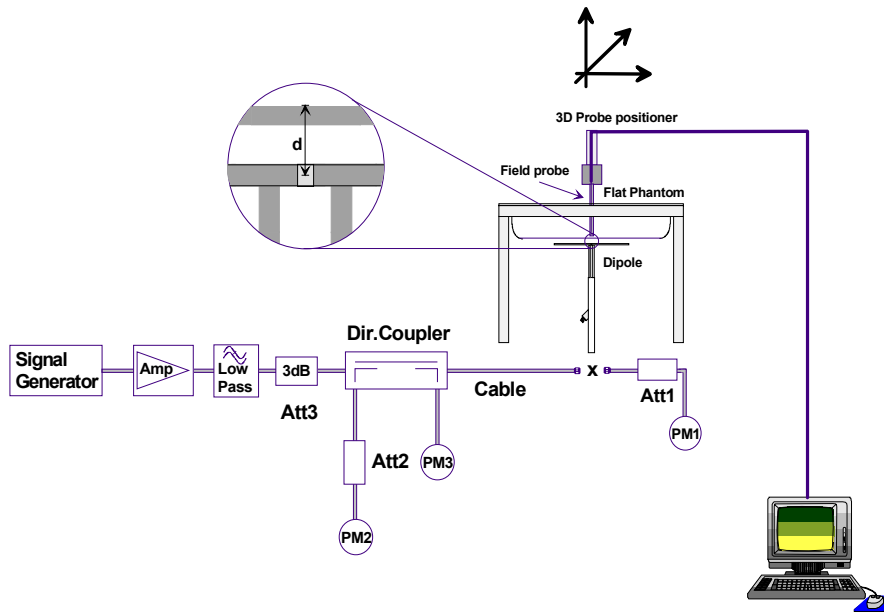 3D Probe positioner
d
Field probe
Flat Phantom
Dipole
Dir.Coupler
Signal
Generator
Amp
Low
Pass
3dB
Att3
Cable
x
Att1
PM1
Att2
PM3
PM2